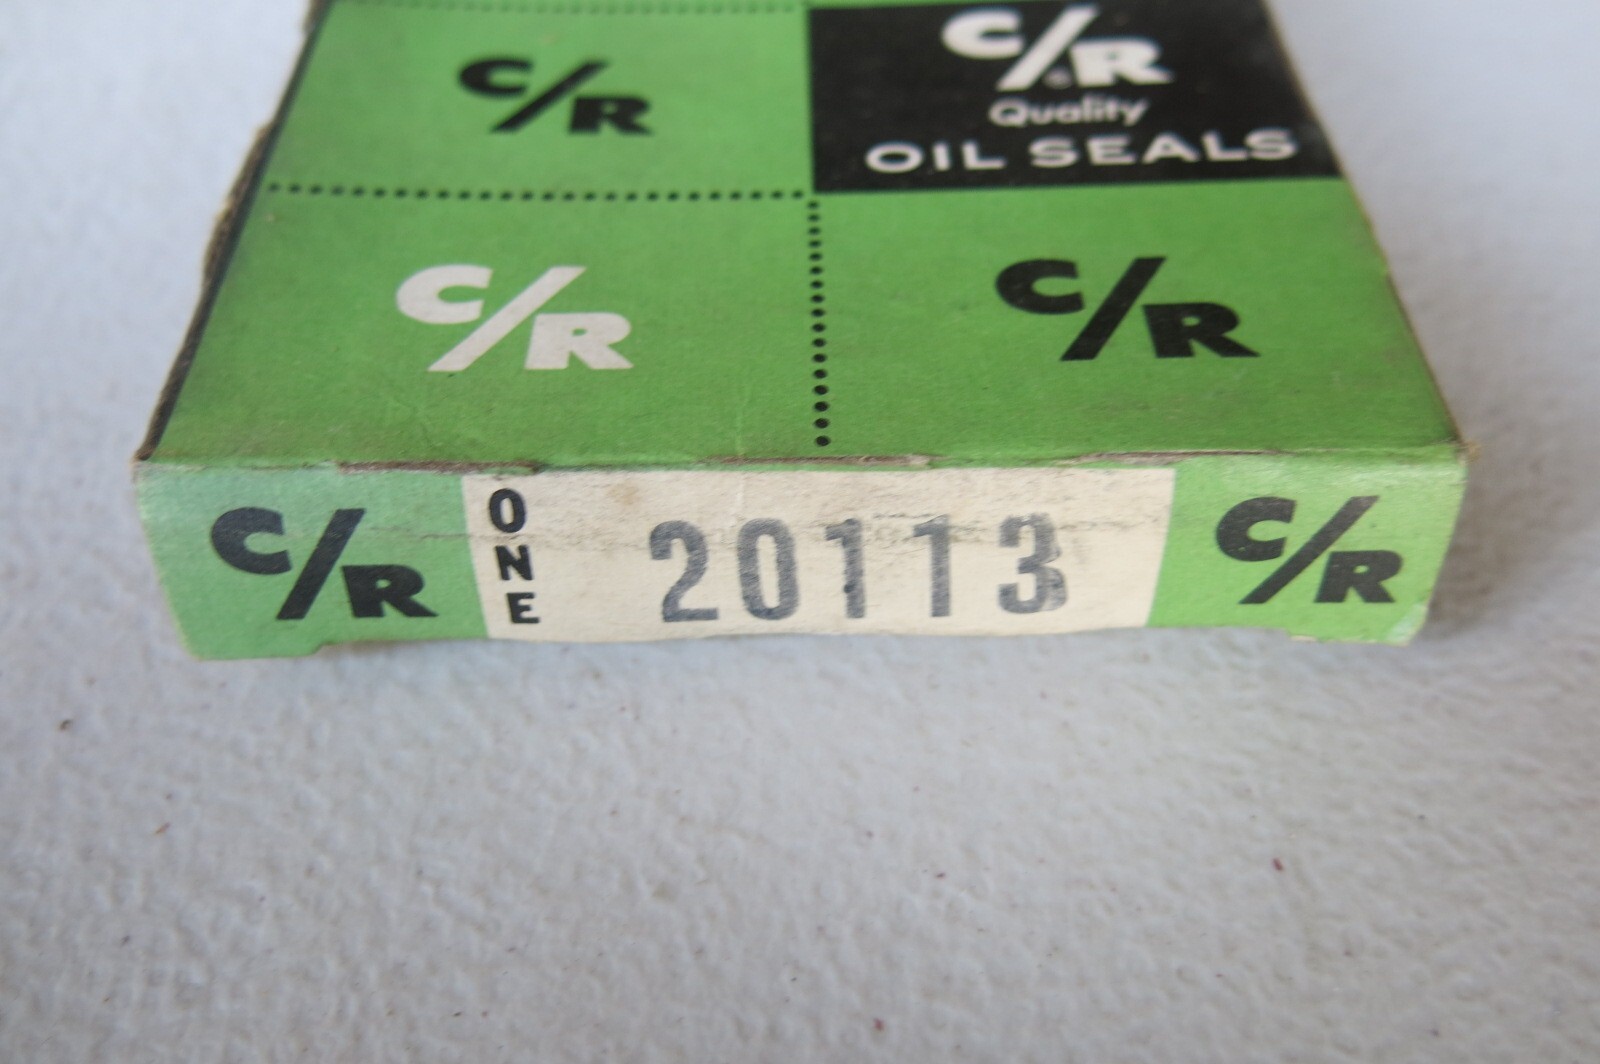 C/R
C/R®
Quality
OIL SEALS
C/R
C/R
C/R
ONE
20113
C/R